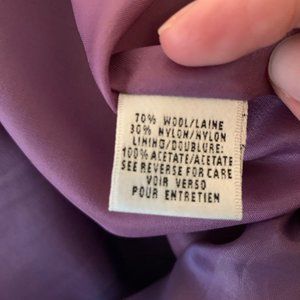 70% WOOL/LAINE
30% NYLON/NYLON
LINING/DOUBLURE:
100% ACETATE/ACETATE
SEE REVERSE FOR CARE
VOIR VERSO
POUR ENTRETIEN